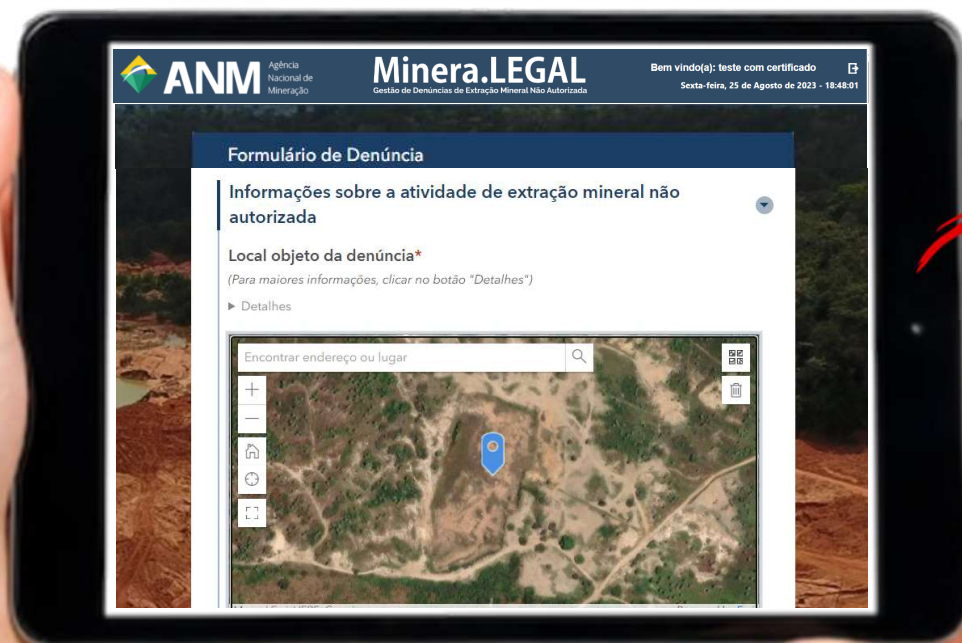 ANM
Agência
Nacional de
Mineração
Minera.LEGAL
Gestão de Denúncias de Extração Mineral Não Autorizada
Bem vindo(a): teste com certificado
Sexta-feira, 25 de Agosto de 2023 - 18:48:01
Formulário de Denúncia
Informações sobre a atividade de extração mineral não
autorizada
Local objeto da denúncia*
(Para maiores informações, clicar no botão "Detalhes")
Detalhes
Encontrar endereço ou lugar